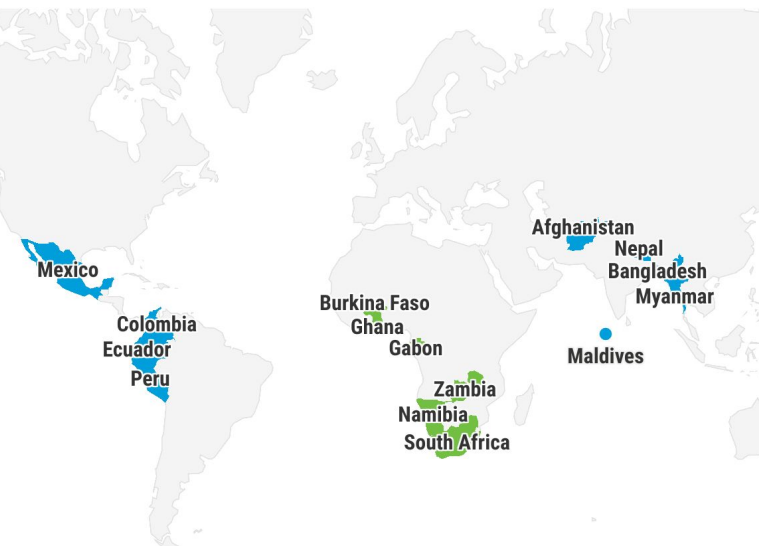 Afghanistan
Nepal
Bangladesh
Mexico
Myanmar
Burkina Faso
Colombia
Ghana
Ecuador
Gabon
Maldives
Peru
Zambia
Namibia
South Africa